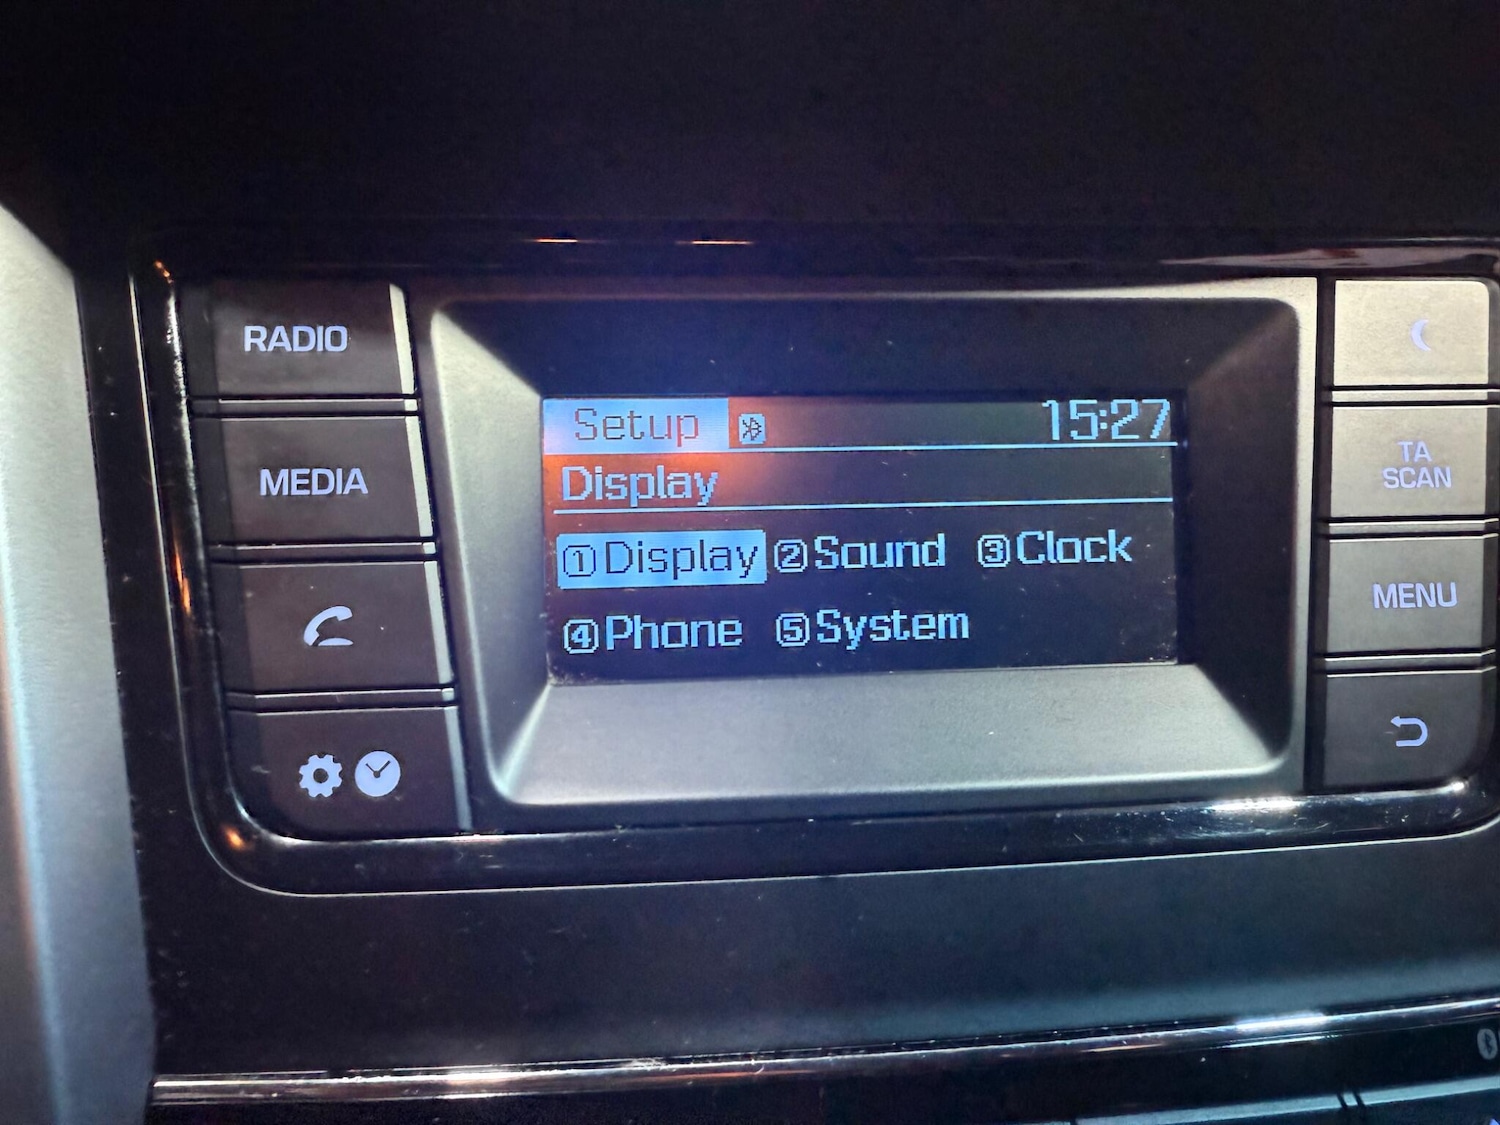 RADIO
MEDIA
Setup 15:27
Display
①Display ②Sound ③Clock
④Phone ⑤System
TA
SCAN
MENU